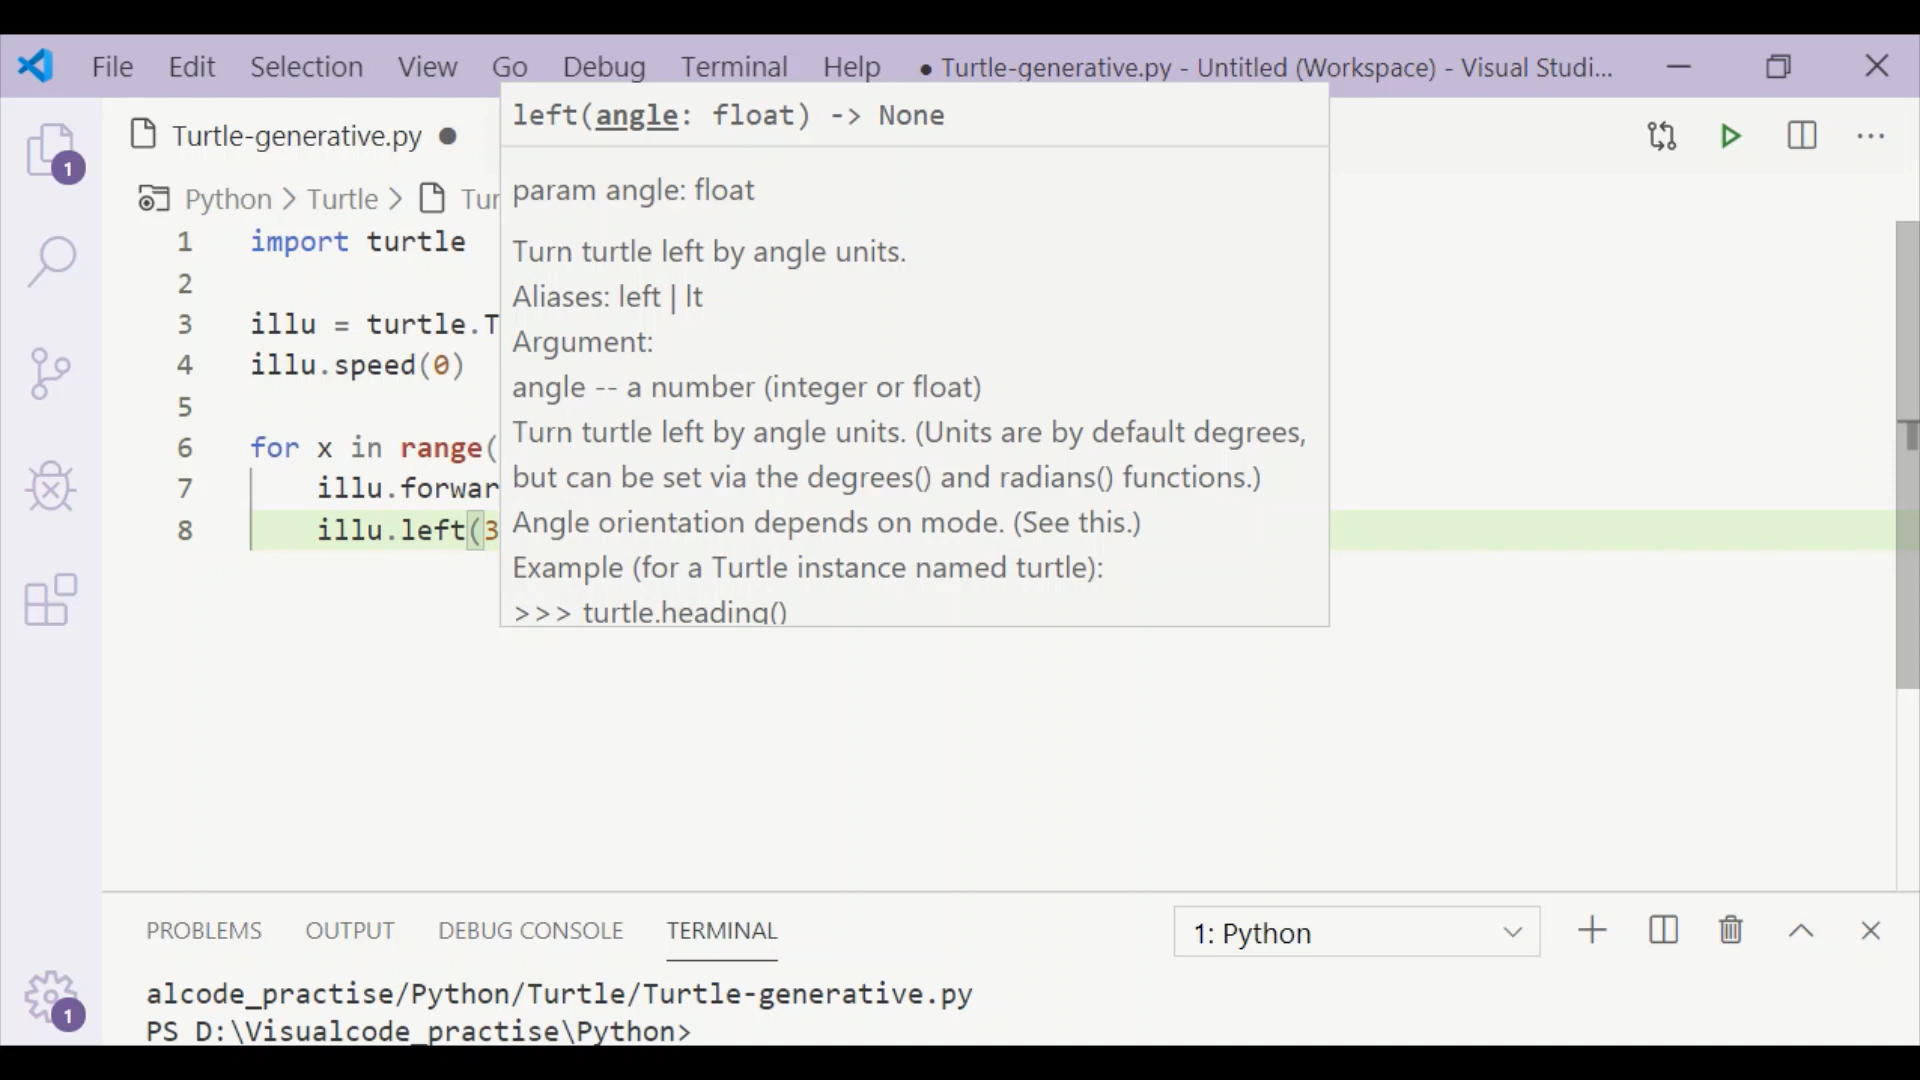 File Edit Selection View Go Debug Terminal Help ● Turtle-generative.py - Untitled (Workspace) - Visual Studi...
Turtle-generative.py ●
left(angle: float) -> None
param angle: float
Python > Turtle > Tur
1 import turtle
Turn turtle left by angle units.
2
Aliases: left | lt
3 illu = turtle.T
Argument:
4 illu.speed(0)
angle -- a number (integer or float)
5
Turn turtle left by angle units. (Units are by default degrees,
6 for x in range(
but can be set via the degrees() and radians() functions.)
7 illu.forwar
Angle orientation depends on mode. (See this.)
8 illu.left(3
Example (for a Turtle instance named turtle):
>>> turtle.heading()
1
1
PROBLEMS OUTPUT DEBUG CONSOLE TERMINAL 1: Python
alcode_practise/Python/Turtle/Turtle-generative.py
PS D:\Visualcode_practise\Python>